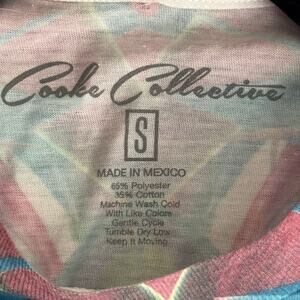 Cooke Collective
S
MADE IN MEXICO
65% Polyester
35% Cotton
Machine Wash Cold
With Like Colors
Gentle Cycle
Tumble Dry Low
Keep It Moving